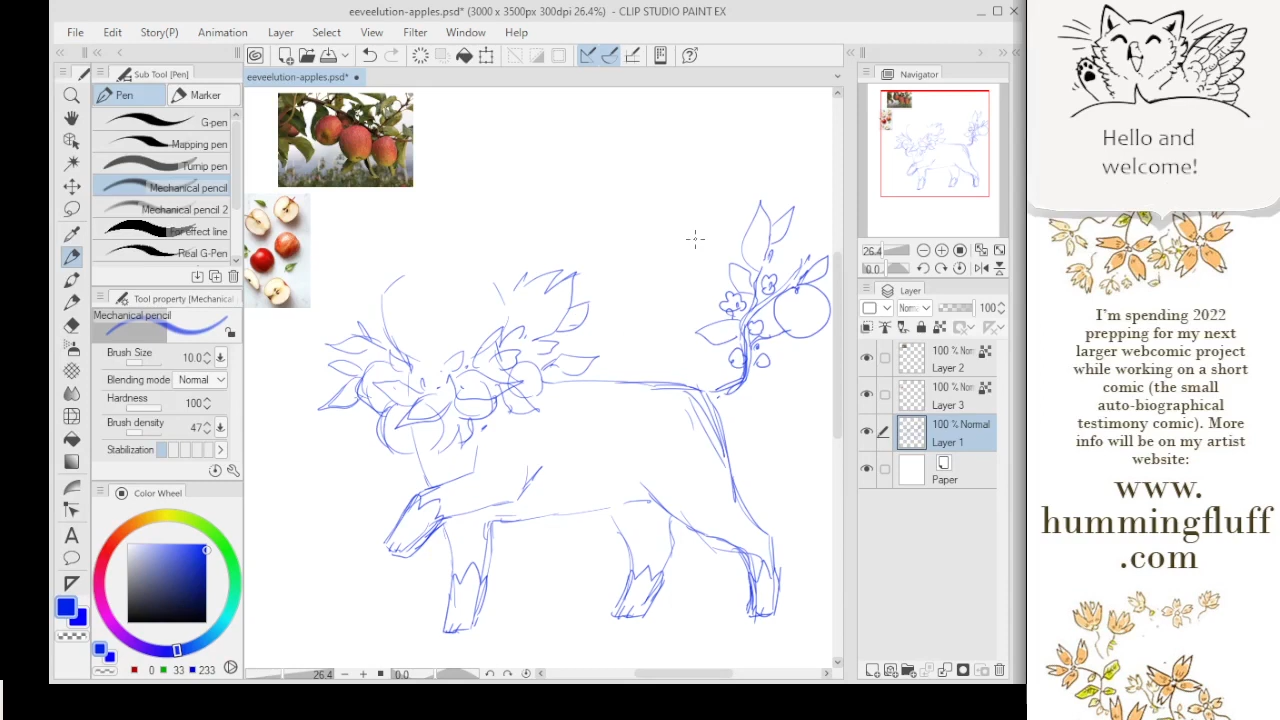 eeveelution-apples.psd* (3000 x 3500px 300dpi 26.4%) - CLIP STUDIO PAINT EX
File Edit Story(P) Animation Layer Select View Filter Window Help
Sub Tool [Pen]
eeveelution-apples.psd*
Pen
Marker
G-pen
Mapping pen
Turnip pen
Mechanical pencil
Mechanical pencil 2
For effect line
Real G-Pen
Tool property [Mechanical
Mechanical pencil
Brush Size 10.0
Blending mode Normal
Hardness 100
Brush density 47
Stabilization
Color Wheel
0 33 233
26.4
0.0
Navigator
26.4
0.0
Layer
Norm
100
100 % Norr
Layer 2
100 % Norr
Layer 3
100 % Normal
Layer 1
Paper
Hello and
welcome!
I'm spending 2022
prepping for my next
larger webcomic project
while working on a short
comic (the small
auto-biographical
testimony comic). More
info will be on my artist
website:
www.
hummingfluff
.com